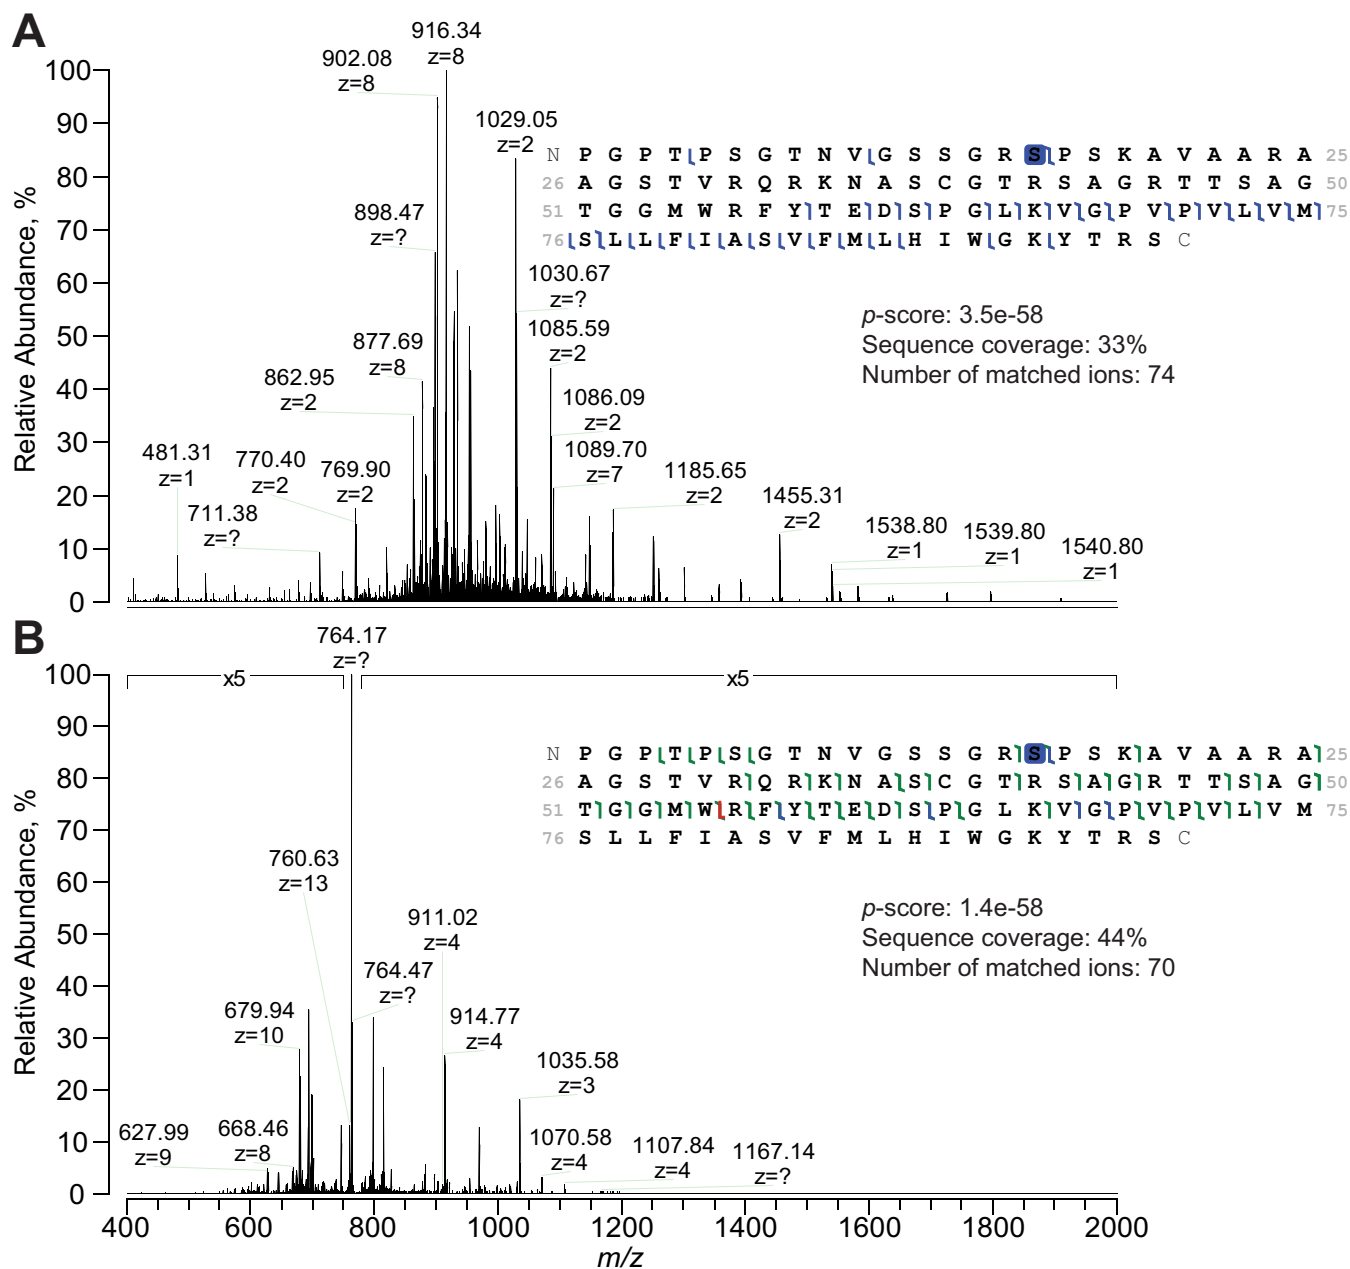 A
916.34
z=8
902.08
z=8
1029.05
z=2
898.47
z=?
1030.67
z=?
877.69
z=8
1085.59
z=2
862.95
z=2
1086.09
z=2
481.31
z=1
770.40
z=2
769.90
z=2
1089.70
z=7
1185.65
z=2
711.38
z=?
1455.31
z=2
1538.80
z=1
1539.80
z=1
1540.80
z=1
Relative Abundance, %
100
90
80
70
60
50
40
30
20
10
0
N P G P T P S G T N V G S S G R S P S K A V A A R A 25
26 A G S T V R Q R K N A S C G T R S A G R T T S A G 50
51 T G G M W R F Y T E D S P G L K V G P V P V L V M 75
76 S L L F I A S V F M L H I W G K Y T R S C
p-score: 3.5e-58
Sequence coverage: 33%
Number of matched ions: 74
B
764.17
z=?
x5
x5
760.63
z=13
911.02
z=4
764.47
z=?
679.94
z=10
914.77
z=4
1035.58
z=3
627.99
z=9
668.46
z=8
1070.58
z=4
1107.84
z=4
1167.14
z=?
Relative Abundance, %
100
90
80
70
60
50
40
30
20
10
0
N P G P T P S G T N V G S S G R S P S K A V A A R A 25
26 A G S T V R Q R K N A S C G T R S A G R T T S A G 50
51 T G G M W R F Y T E D S P G L K V G P V P V L V M 75
76 S L L F I A S V F M L H I W G K Y T R S C
p-score: 1.4e-58
Sequence coverage: 44%
Number of matched ions: 70
400 600 800 1000 1200 1400 1600 1800 2000
m/z